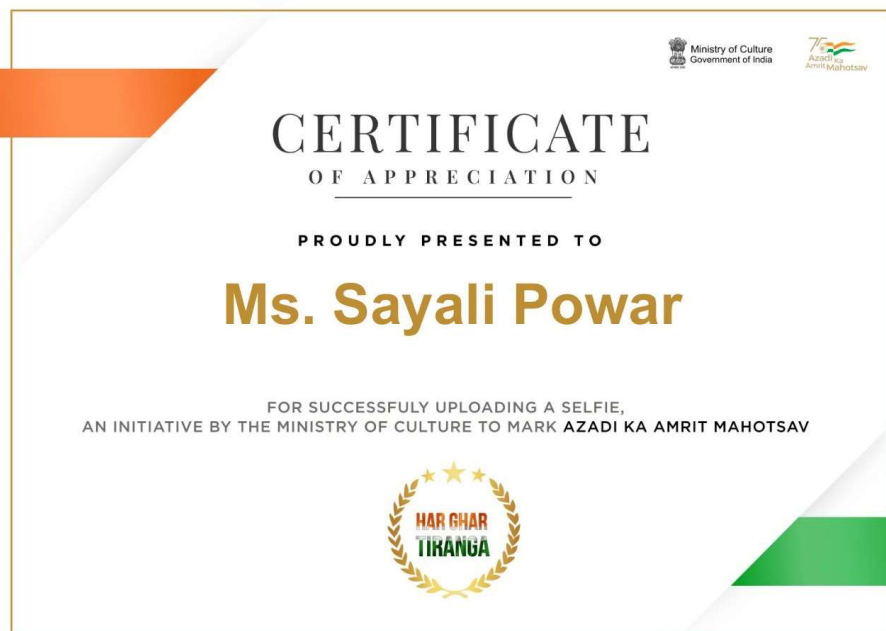 Ministry of Culture
Government of India
75
Azadi Ka
Amrit Mahotsav
CERTIFICATE
OF APPRECIATION
PROUDLY PRESENTED TO
Ms. Sayali Powar
FOR SUCCESSFULY UPLOADING A SELFIE,
AN INITIATIVE BY THE MINISTRY OF CULTURE TO MARK AZADI KA AMRIT MAHOTSAV
HAR GHAR
TIRANGA